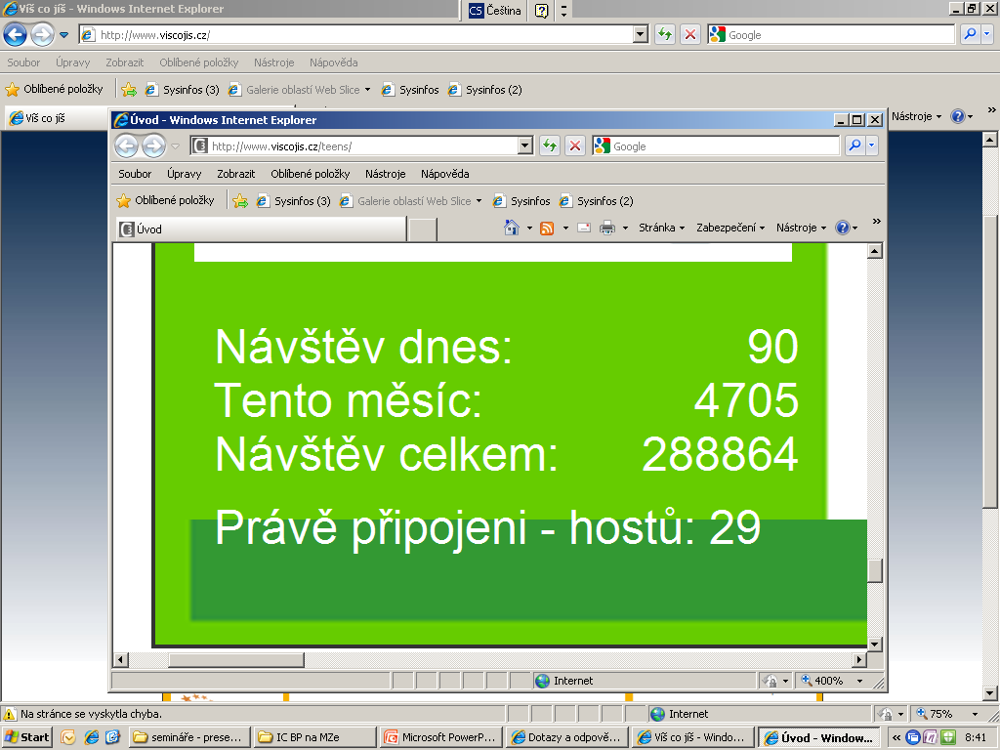 Víš co jíš - Windows Internet Explorer
CS Čeština
http://www.viscojis.cz/
Google
Soubor Úpravy Zobrazit Oblíbené položky Nástroje Nápověda
Oblíbené položky Sysinfos (3) Galerie oblastí Web Slice Sysinfos Sysinfos (2)
Víš co jíš
Nástroje »
Úvod - Windows Internet Explorer
http://www.viscojis.cz/teens/
Google
Soubor Úpravy Zobrazit Oblíbené položky Nástroje Nápověda
Oblíbené položky Sysinfos (3) Galerie oblastí Web Slice Sysinfos Sysinfos (2)
Úvod
Stránka Zabezpečení Nástroje »
Návštěv dnes: 90
Tento měsíc: 4705
Návštěv celkem: 288864
Právě připojeni - hostů: 29
Internet 400%
Na stránce se vyskytla chyba. Internet 75%
Start semináře - prese... IC BP na MZe Microsoft PowerP... Dotazy a odpově... Víš co jíš - Windo... Úvod - Window... « 8:41